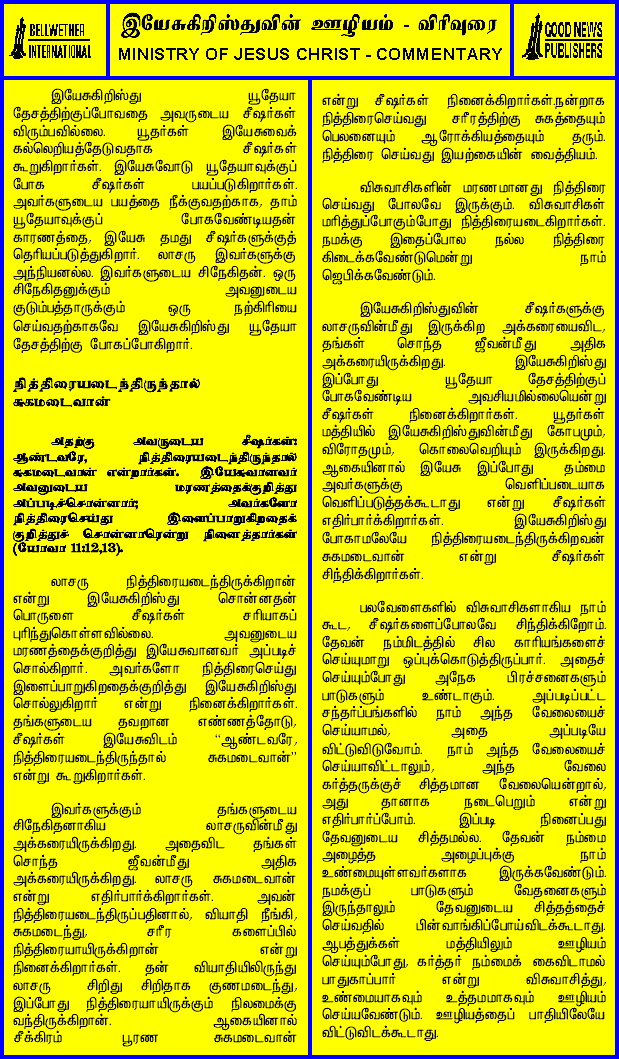 BELLWETHER
INTERNATIONAL
இயேசுகிறிஸ்துவின் ஊழியம் - விரிவுரை
MINISTRY OF JESUS CHRIST - COMMENTARY
GOOD NEWS
PUBLISHERS
இயேசுகிறிஸ்து யூதேயா
தேசத்திற்குப்போவதை அவருடைய சீஷர்கள்
விரும்பவில்லை. யூதர்கள் இயேசுவைக்
கல்லெறியத்தேடுவதாக சீஷர்கள்
கூறுகிறார்கள். இயேசுவோடு யூதேயாவுக்குப்
போக சீஷர்கள் பயப்படுகிறார்கள்.
அவர்களுடைய பயத்தை நீக்குவதற்காக, தாம்
யூதேயாவுக்குப் போகவேண்டியதன்
காரணத்தை, இயேசு தமது சீஷர்களுக்குத்
தெரியப்படுத்துகிறார். லாசரு இவர்களுக்கு
அந்நியனல்ல. இவர்களுடைய சிநேகிதன். ஒரு
சிநேகிதனுக்கும் அவனுடைய
குடும்பத்தாருக்கும் ஒரு நற்கிரியை
செய்வதற்காகவே இயேசுகிறிஸ்து யூதேயா
தேசத்திற்கு போகப்போகிறார்.
நித்திரையடைந்திருந்தால்
சுகமடைவான்
அதற்கு அவருடைய சீஷர்கள்:
ஆண்டவரே, நித்திரையடைந்திருந்தால்
சுகமடைவான் என்றார்கள். இயேசுவானவர்
அவனுடைய மரணத்தைக்குறித்து
அப்படிச்சொன்னார்; அவர்களோ
நித்திரைசெய்து இளைப்பாறுகிறதைக்
குறித்துச் சொன்னாரென்று நினைத்தார்கள்
(யோவா 11:12,13).
லாசரு நித்திரையடைந்திருக்கிறான்
என்று இயேசுகிறிஸ்து சொன்னதன்
பொருளை சீஷர்கள் சரியாகப்
புரிந்துகொள்ளவில்லை. அவனுடைய
மரணத்தைக்குறித்து இயேசுவானவர் அப்படிச்
சொல்கிறார். அவர்களோ நித்திரைசெய்து
இளைப்பாறுகிறதைக்குறித்து இயேசுகிறிஸ்து
சொல்லுகிறார் என்று நினைக்கிறார்கள்.
தங்களுடைய தவறான எண்ணத்தோடு,
சீஷர்கள் இயேசுவிடம் “ஆண்டவரே,
நித்திரையடைந்திருந்தால் சுகமடைவான்”
என்று கூறுகிறார்கள்.
இவர்களுக்கும் தங்களுடைய
சிநேகிதனாகிய லாசருவின்மீது
அக்கரையிருக்கிறது. அதைவிட தங்கள்
சொந்த ஜீவன்மீது அதிக
அக்கரையிருக்கிறது. லாசரு சுகமடைவான்
என்று எதிர்பார்க்கிறார்கள். அவன்
நித்திரையடைந்திருப்பதினால், வியாதி நீங்கி,
சுகமடைந்து, சரீர களைப்பில்
நித்திரையாயிருக்கிறான் என்று
நினைக்கிறார்கள். தன் வியாதியிலிருந்து
லாசரு சிறிது சிறிதாக குணமடைந்து,
இப்போது நித்திரையாயிருக்கும் நிலமைக்கு
வந்திருக்கிறான். ஆகையினால்
சீக்கிரம் பூரண சுகமடைவான்
என்று சீஷர்கள் நினைக்கிறார்கள்.நன்றாக
நித்திரைசெய்வது சரீரத்திற்கு சுகத்தையும்
பெலனையும் ஆரோக்கியத்தையும் தரும்.
நித்திரை செய்வது இயற்கையின் வைத்தியம்.
விசுவாசிகளின் மரணமானது நித்திரை
செய்வது போலவே இருக்கும். விசுவாசிகள்
மரித்துப்போகும்போது நித்திரையடைகிறார்கள்.
நமக்கு இதைப்போல நல்ல நித்திரை
கிடைக்கவேண்டுமென்று நாம்
ஜெபிக்கவேண்டும்.
இயேசுகிறிஸ்துவின் சீஷர்களுக்கு
லாசருவின்மீது இருக்கிற அக்கரையைவிட,
தங்கள் சொந்த ஜீவன்மீது அதிக
அக்கரையிருக்கிறது. இயேசுகிறிஸ்து
இப்போது யூதேயா தேசத்திற்குப்
போகவேண்டிய அவசியமில்லையென்று
சீஷர்கள் நினைக்கிறார்கள். யூதர்கள்
மத்தியில் இயேசுகிறிஸ்துவின்மீது கோபமும்,
விரோதமும், கொலைவெறியும் இருக்கிறது.
ஆகையினால் இயேசு இப்போது தம்மை
அவர்களுக்கு வெளிப்படையாக
வெளிப்படுத்தக்கூடாது என்று சீஷர்கள்
எதிர்பார்க்கிறார்கள். இயேசுகிறிஸ்து
போகாமலேயே நித்திரையடைந்திருக்கிறவன்
சுகமடைவான் என்று சீஷர்கள்
சிந்திக்கிறார்கள்.
பலவேளைகளில் விசுவாசிகளாகிய நாம்
கூட, சீஷர்களைப்போலவே சிந்திக்கிறோம்.
தேவன் நம்மிடத்தில் சில காரியங்களைச்
செய்யுமாறு ஒப்புக்கொடுத்திருப்பார். அதைச்
செய்யும்போது அநேக பிரச்சனைகளும்
பாடுகளும் உண்டாகும். அப்படிப்பட்ட
சந்தர்ப்பங்களில் நாம் அந்த வேலையைச்
செய்யாமல், அதை அப்படியே
விட்டுவிடுவோம். நாம் அந்த வேலையைச்
செய்யாவிட்டாலும், அந்த வேலை
கர்த்தருக்குச் சித்தமான வேலையென்றால்,
அது தானாக நடைபெறும் என்று
எதிர்பார்ப்போம். இப்படி நினைப்பது
தேவனுடைய சித்தமல்ல. தேவன் நம்மை
அழைத்த அழைப்புக்கு நாம்
உண்மையுள்ளவர்களாக இருக்கவேண்டும்.
நமக்குப் பாடுகளும் வேதனைகளும்
இருந்தாலும் தேவனுடைய சித்தத்தைச்
செய்வதில் பின்வாங்கிப்போய்விடக்கூடாது.
ஆபத்துக்கள் மத்தியிலும் ஊழியம்
செய்யும்போது, கர்த்தர் நம்மைக் கைவிடாமல்
பாதுகாப்பார் என்று விசுவாசித்து,
உண்மையாகவும் உத்தமமாகவும் ஊழியம்
செய்யவேண்டும். ஊழியத்தைப் பாதியிலேயே
விட்டுவிடக்கூடாது.